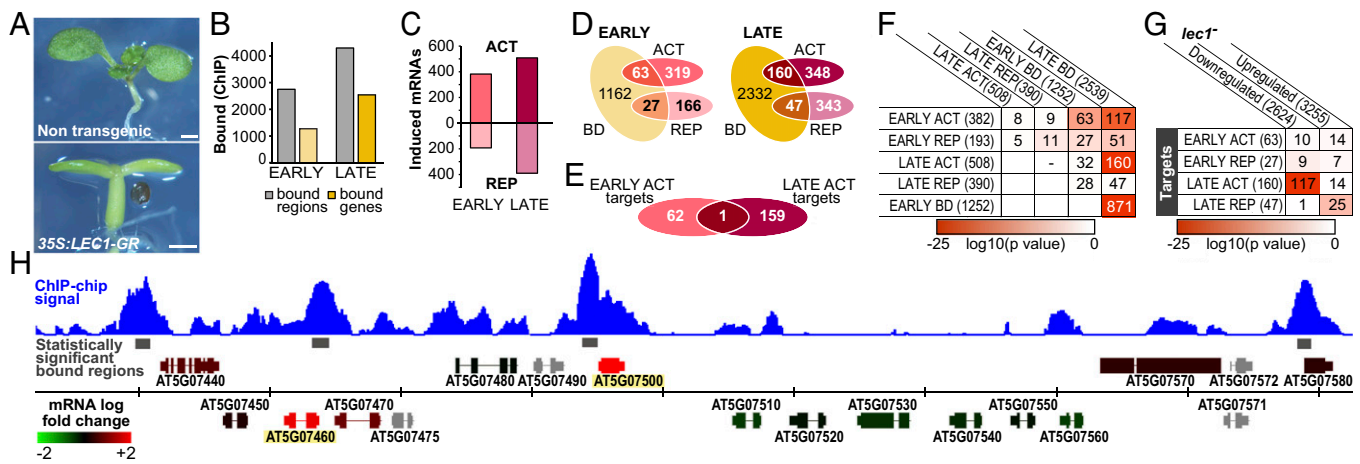 A
Non transgenic
35S:LEC1-GR
B
Bound (ChIP)
4000
3000
2000
1000
0
EARLY LATE
bound regions
bound genes
C
Induced mRNAs
600
400
200
0
200
400
600
ACT
REP
EARLY LATE
D
EARLY
ACT
63 319
1162
27 166
BD REP
LATE
ACT
160 348
2332
47 343
BD REP
E
EARLY ACT targets
LATE ACT targets
62 1 159
F
LATE ACT(508)
LATE REP (390)
EARLY BD (1252)
LATE BD (2539)
EARLY ACT (382) 8 9 63 117
EARLY REP (193) 5 11 27 51
LATE ACT (508) - 32 160
LATE REP (390) 28 47
EARLY BD (1252) 871
-25 log10(p value) 0
G
lec1-
Downregulated (2624)
Upregulated (3255)
Targets
EARLY ACT (63) 10 14
EARLY REP (27) 9 7
LATE ACT (160) 117 14
LATE REP (47) 1 25
-25 log10(p value) 0
H
ChIP-chip
signal
Statistically
significant
bound regions
AT5G07440 AT5G07480 AT5G07490 AT5G07500 AT5G07570 AT5G07572 AT5G07580
mRNA log
fold change
-2 +2
AT5G07450 AT5G07470 AT5G07510 AT5G07530 AT5G07550
AT5G07460 AT5G07475 AT5G07520 AT5G07540 AT5G07560 AT5G07571